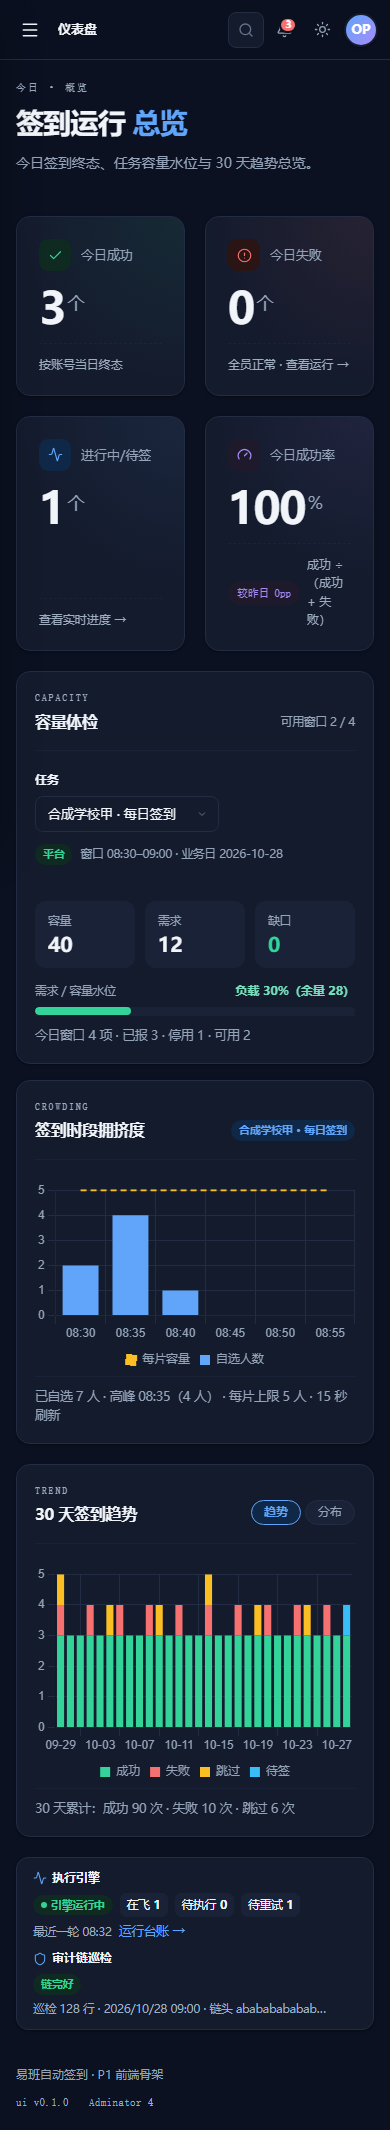 仪表盘
3
OP
今日 • 概览
签到运行 总览
今日签到终态、任务容量水位与 30 天趋势总览。
今日成功
3个
按账号当日终态
今日失败
0个
全员正常 · 查看运行 →
进行中/待签
1个
查看实时进度 →
今日成功率
100%
较昨日 0pp
成功 ÷
（成功
+ 失
败）
CAPACITY
容量体检
可用窗口 2 / 4
任务
合成学校甲 · 每日签到
平台 窗口 08:30–09:00 · 业务日 2026-10-28
容量
40
需求
12
缺口
0
需求 / 容量水位
负载 30%（余量 28）
今日窗口 4 项 · 已报 3 · 停用 1 · 可用 2
CROWDING
签到时段拥挤度
合成学校甲 • 每日签到
5
4
3
2
1
0
08:30 08:35 08:40 08:45 08:50 08:55
每片容量 自选人数
已自选 7 人 · 高峰 08:35（4 人） · 每片上限 5 人 · 15 秒
刷新
TREND
30 天签到趋势
趋势 分布
5
4
3
2
1
0
09-29 10-03 10-07 10-11 10-15 10-19 10-23 10-27
成功 失败 跳过 待签
30 天累计：成功 90 次 · 失败 10 次 · 跳过 6 次
执行引擎
引擎运行中 在飞 1 待执行 0 待重试 1
最近一轮 08:32 运行台账 →
审计链巡检
链完好
巡检 128 行 · 2026/10/28 09:00 · 链头 abababababab…
易班自动签到 · P1 前端骨架
ui v0.1.0 Adminator 4